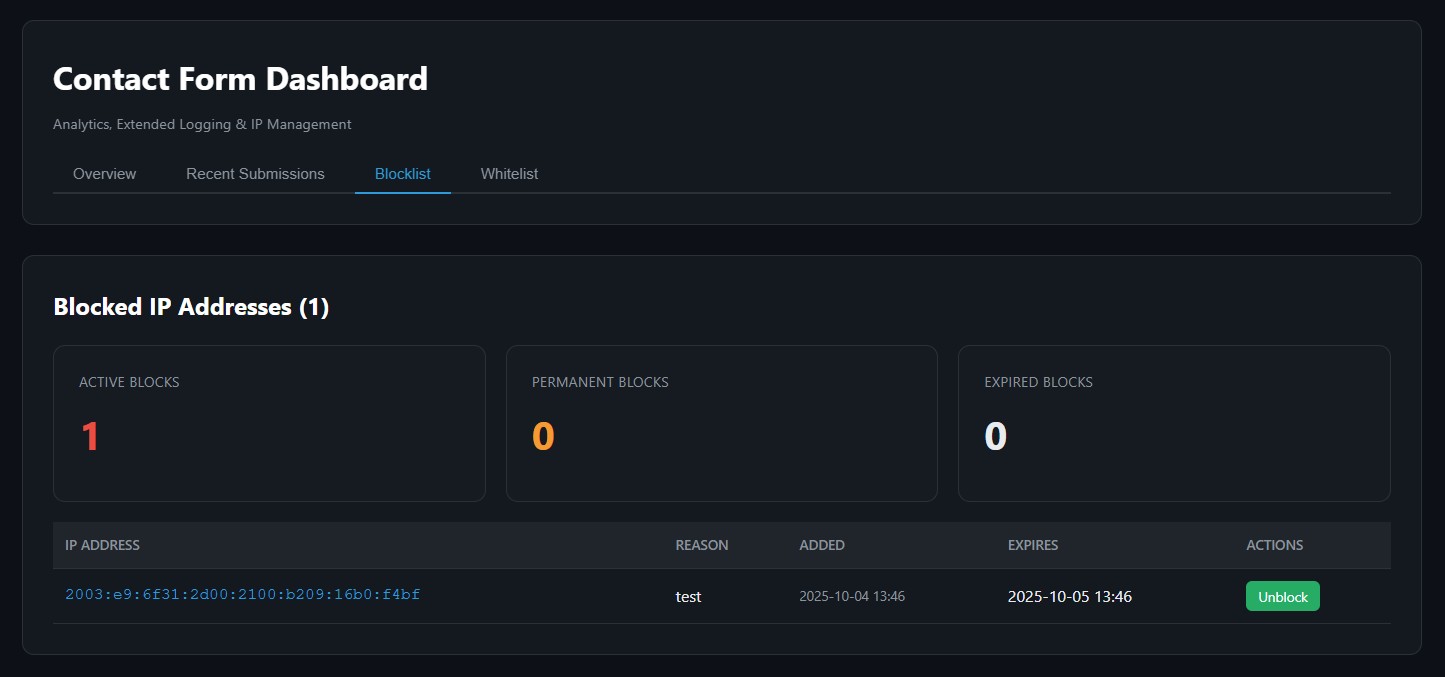 Contact Form Dashboard
Analytics, Extended Logging & IP Management
Overview Recent Submissions Blocklist Whitelist
Blocked IP Addresses (1)
ACTIVE BLOCKS PERMANENT BLOCKS EXPIRED BLOCKS
1 0 0
IP ADDRESS REASON ADDED EXPIRES ACTIONS
2003:e9:6f31:2d00:2100:b209:16b0:f4bf test 2025-10-04 13:46 2025-10-05 13:46 Unblock